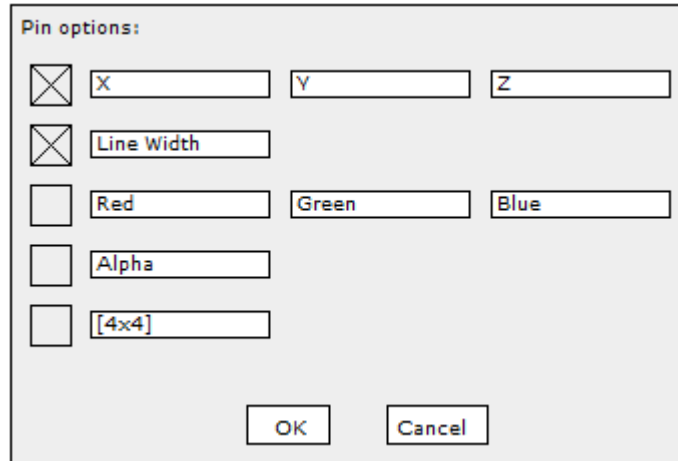 Pin options:
X Y Z
Line Width
Red Green Blue
Alpha
[4x4]
OK Cancel